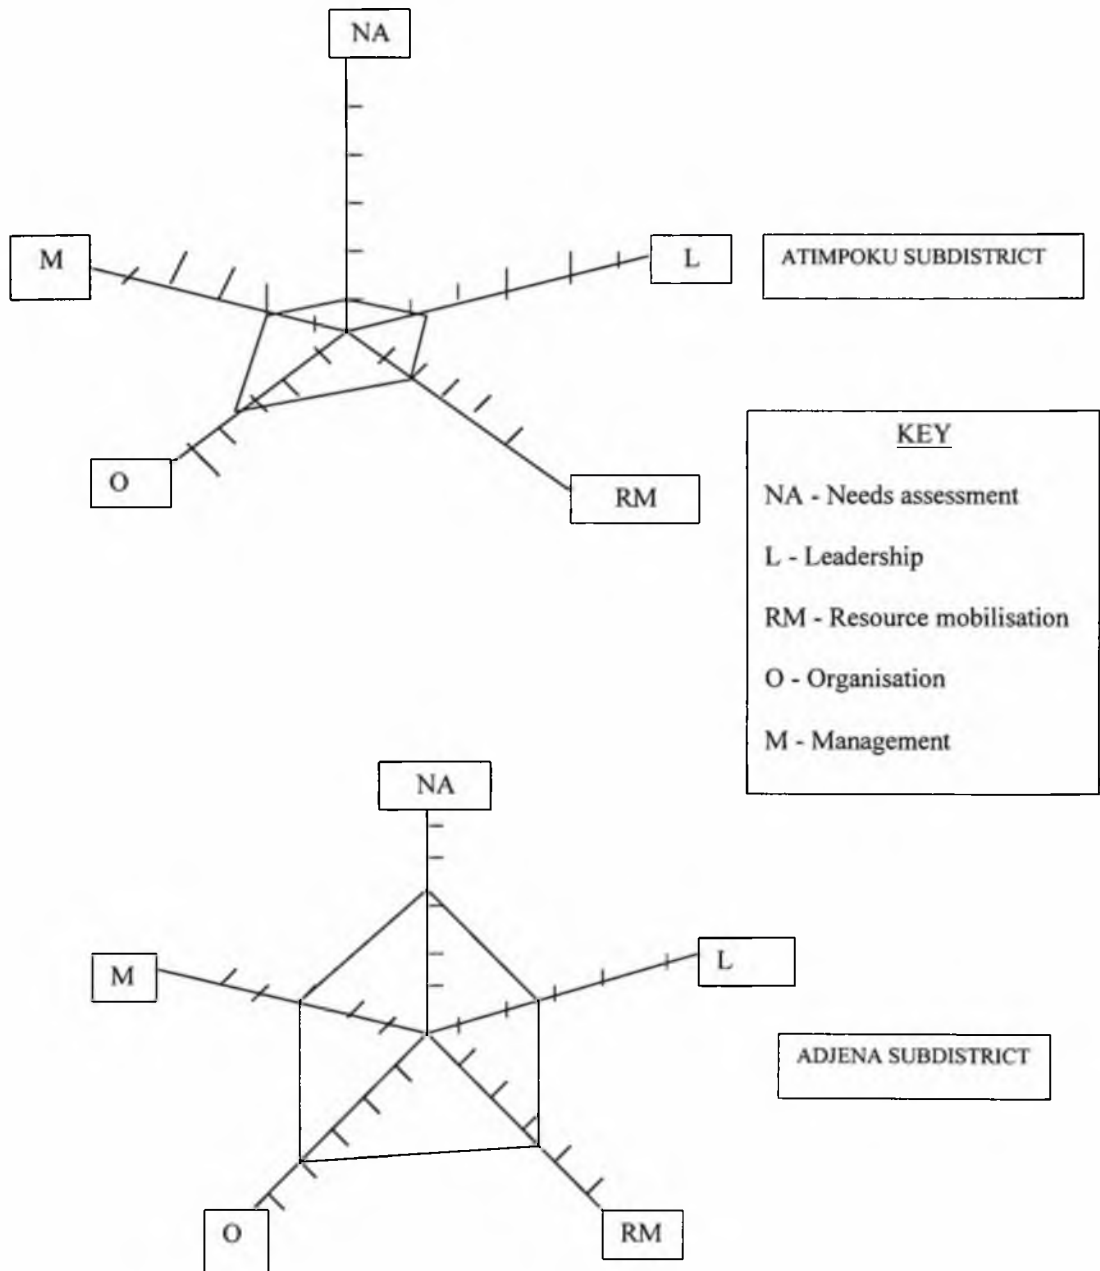 NA
M
L
ATIMPOKU SUBDISTRICT
O
RM
KEY
NA - Needs assessment
L - Leadership
RM - Resource mobilisation
O - Organisation
M - Management
NA
M
L
ADJENA SUBDISTRICT
O
RM